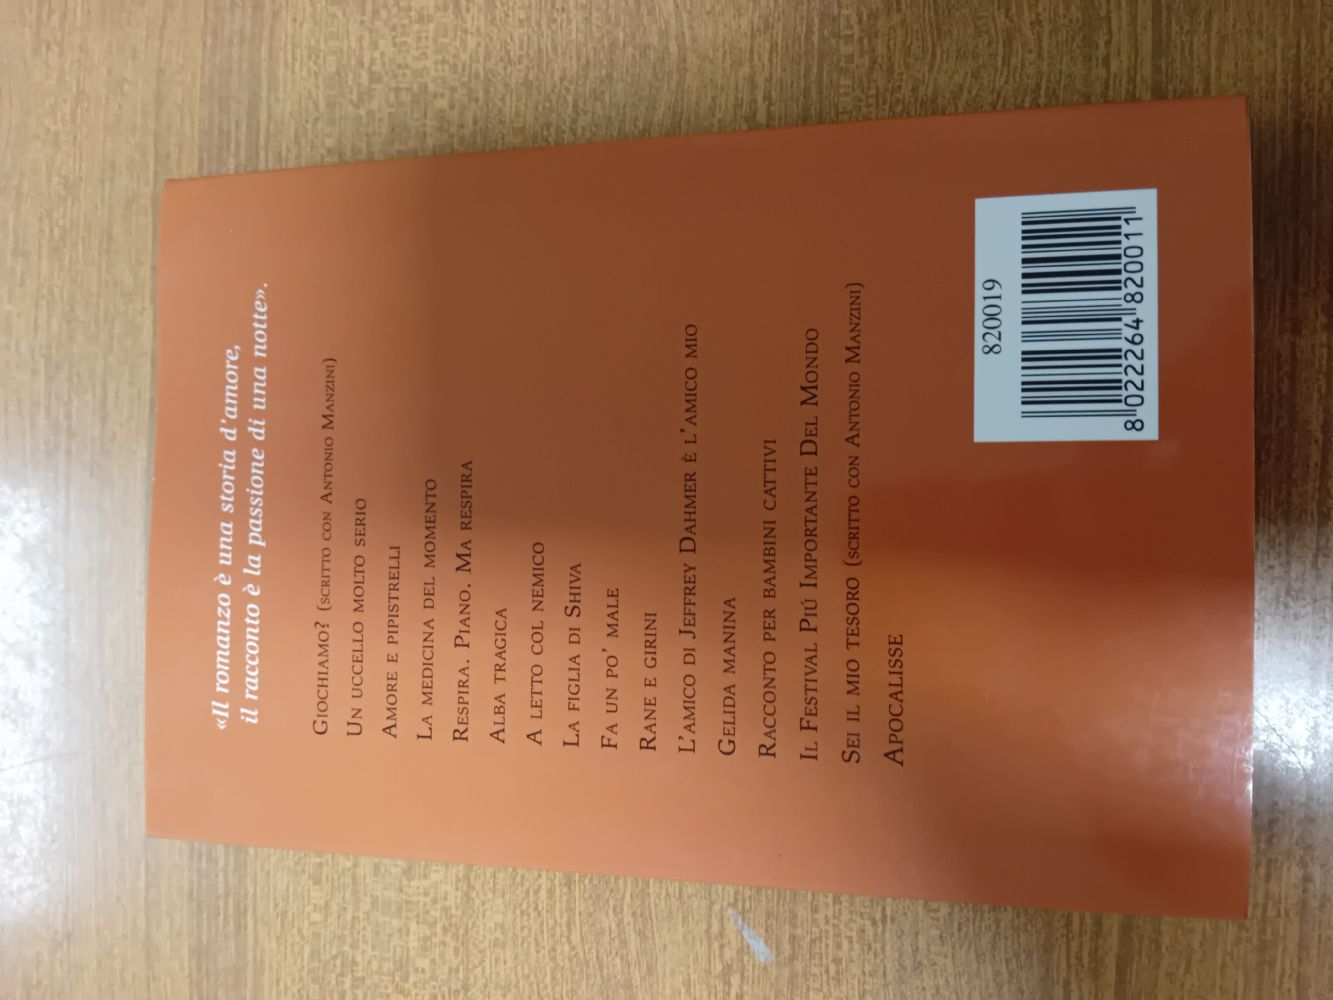 «Il romanzo è una storia d'amore,
il racconto è la passione di una notte».
Giochiamo? (scritto con Antonio Manzini)
Un uccello molto serio
Amore e pipistrelli
La medicina del momento
Respira. Piano. Ma respira
Alba tragica
A letto col nemico
La figlia di Shiva
Fa un po' male
Rane e girini
L'amico di Jeffrey Dahmer è l'amico mio
Gelida manina
Racconto per bambini cattivi
Il Festival Piú Importante Del Mondo
Sei il mio tesoro (scritto con Antonio Manzini)
Apocalisse
820019
8 022264 820011